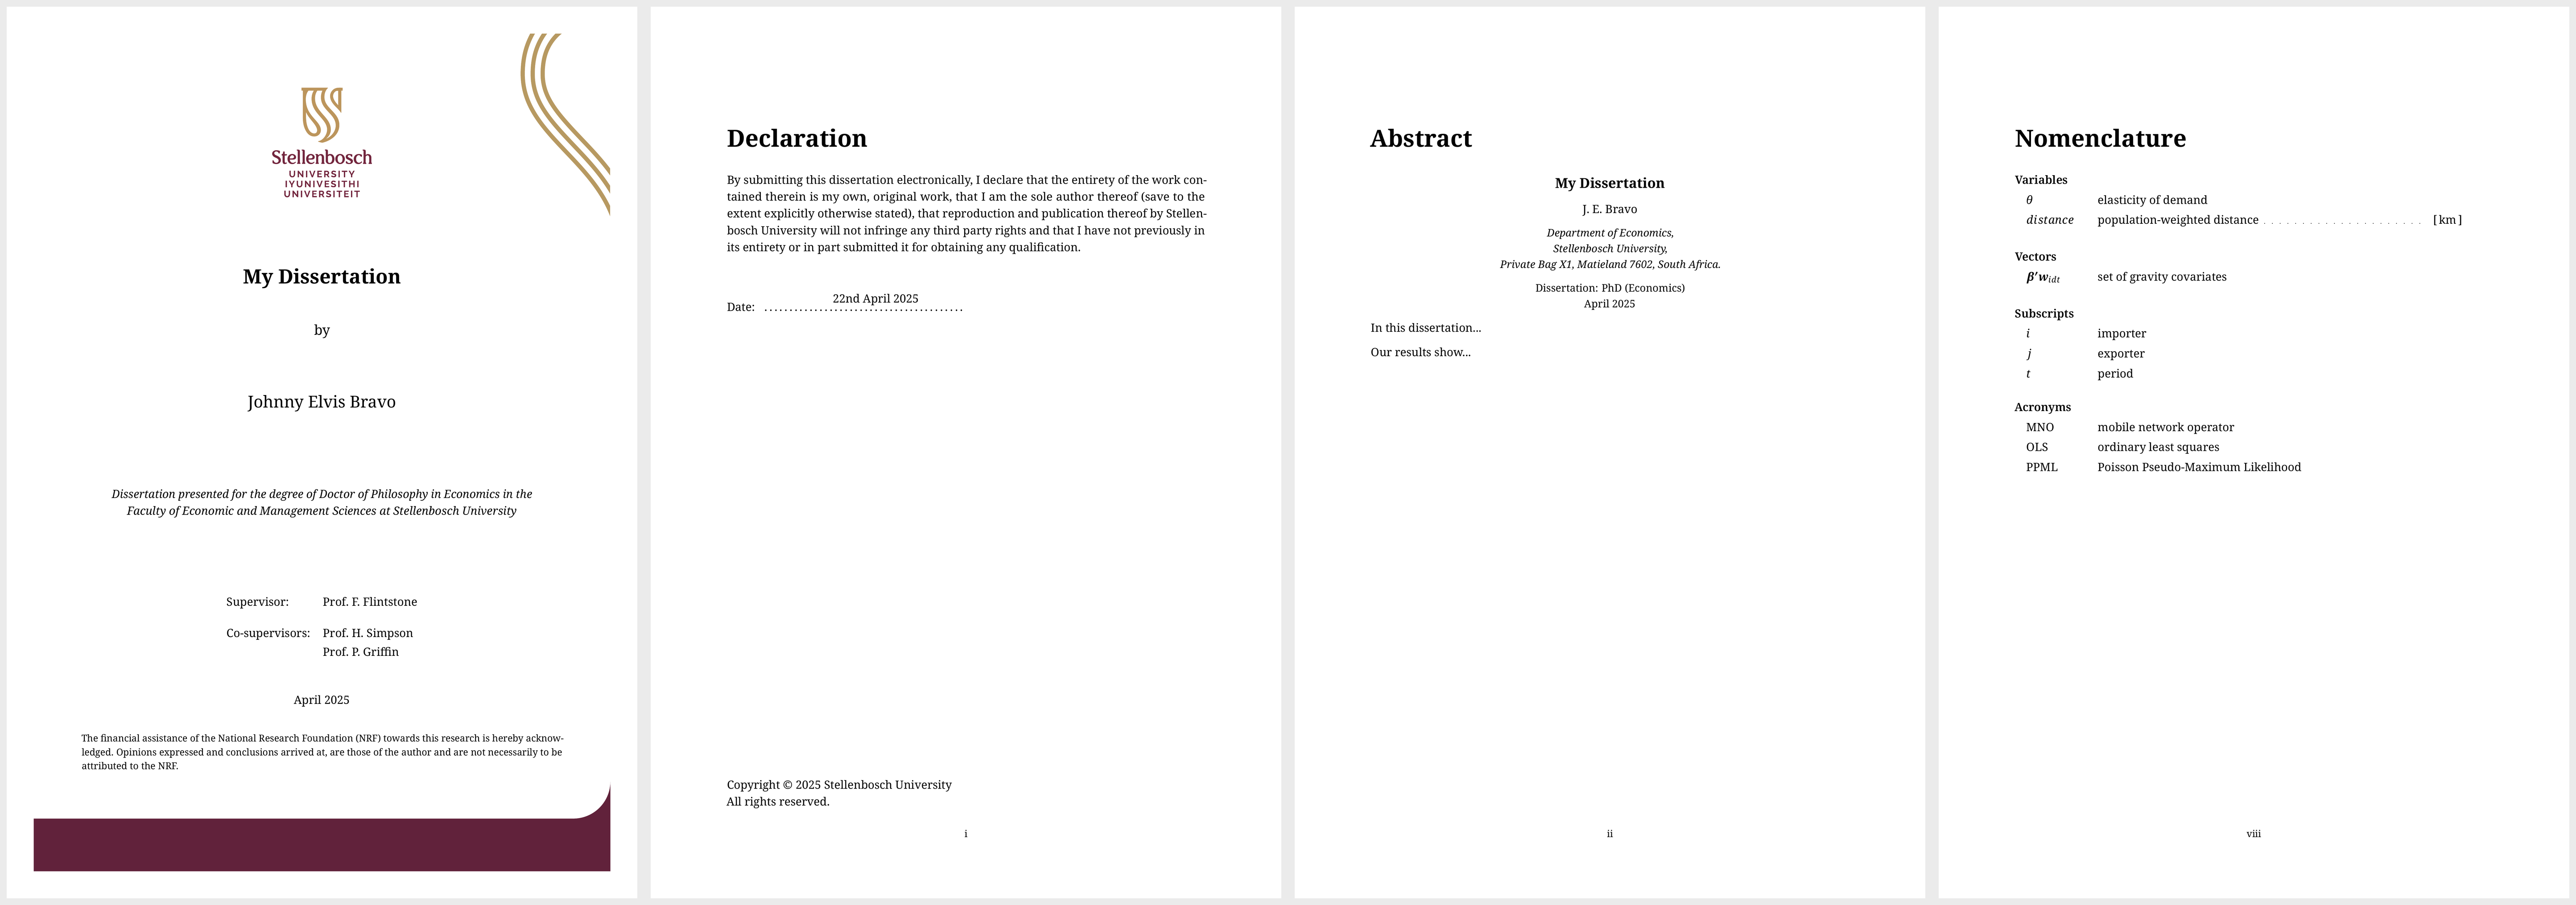 Stellenbosch
UNIVERSITY
IYUNIVESITHI
UNIVERSITEIT
My Dissertation
by
Johnny Elvis Bravo
Dissertation presented for the degree of Doctor of Philosophy in Economics in the
Faculty of Economic and Management Sciences at Stellenbosch University
Supervisor: Prof. F. Flintstone
Co-supervisors: Prof. H. Simpson
Prof. P. Griffin
April 2025
The financial assistance of the National Research Foundation (NRF) towards this research is hereby acknow-
ledged. Opinions expressed and conclusions arrived at, are those of the author and are not necessarily to be
attributed to the NRF.
Declaration
By submitting this dissertation electronically, I declare that the entirety of the work con-
tained therein is my own, original work, that I am the sole author thereof (save to the
extent explicitly otherwise stated), that reproduction and publication thereof by Stellen-
bosch University will not infringe any third party rights and that I have not previously in
its entirety or in part submitted it for obtaining any qualification.
22nd April 2025
Date: ........................................
Copyright © 2025 Stellenbosch University
All rights reserved.
i
Abstract
My Dissertation
J. E. Bravo
Department of Economics,
Stellenbosch University,
Private Bag X1, Matieland 7602, South Africa.
Dissertation: PhD (Economics)
April 2025
In this dissertation...
Our results show...
ii
Nomenclature
Variables
θ elasticity of demand
distance population-weighted distance . . . . . . . . . . . . . . . . . . . . . [ km ]
Vectors
β′w_idt set of gravity covariates
Subscripts
i importer
j exporter
t period
Acronyms
MNO mobile network operator
OLS ordinary least squares
PPML Poisson Pseudo-Maximum Likelihood
viii